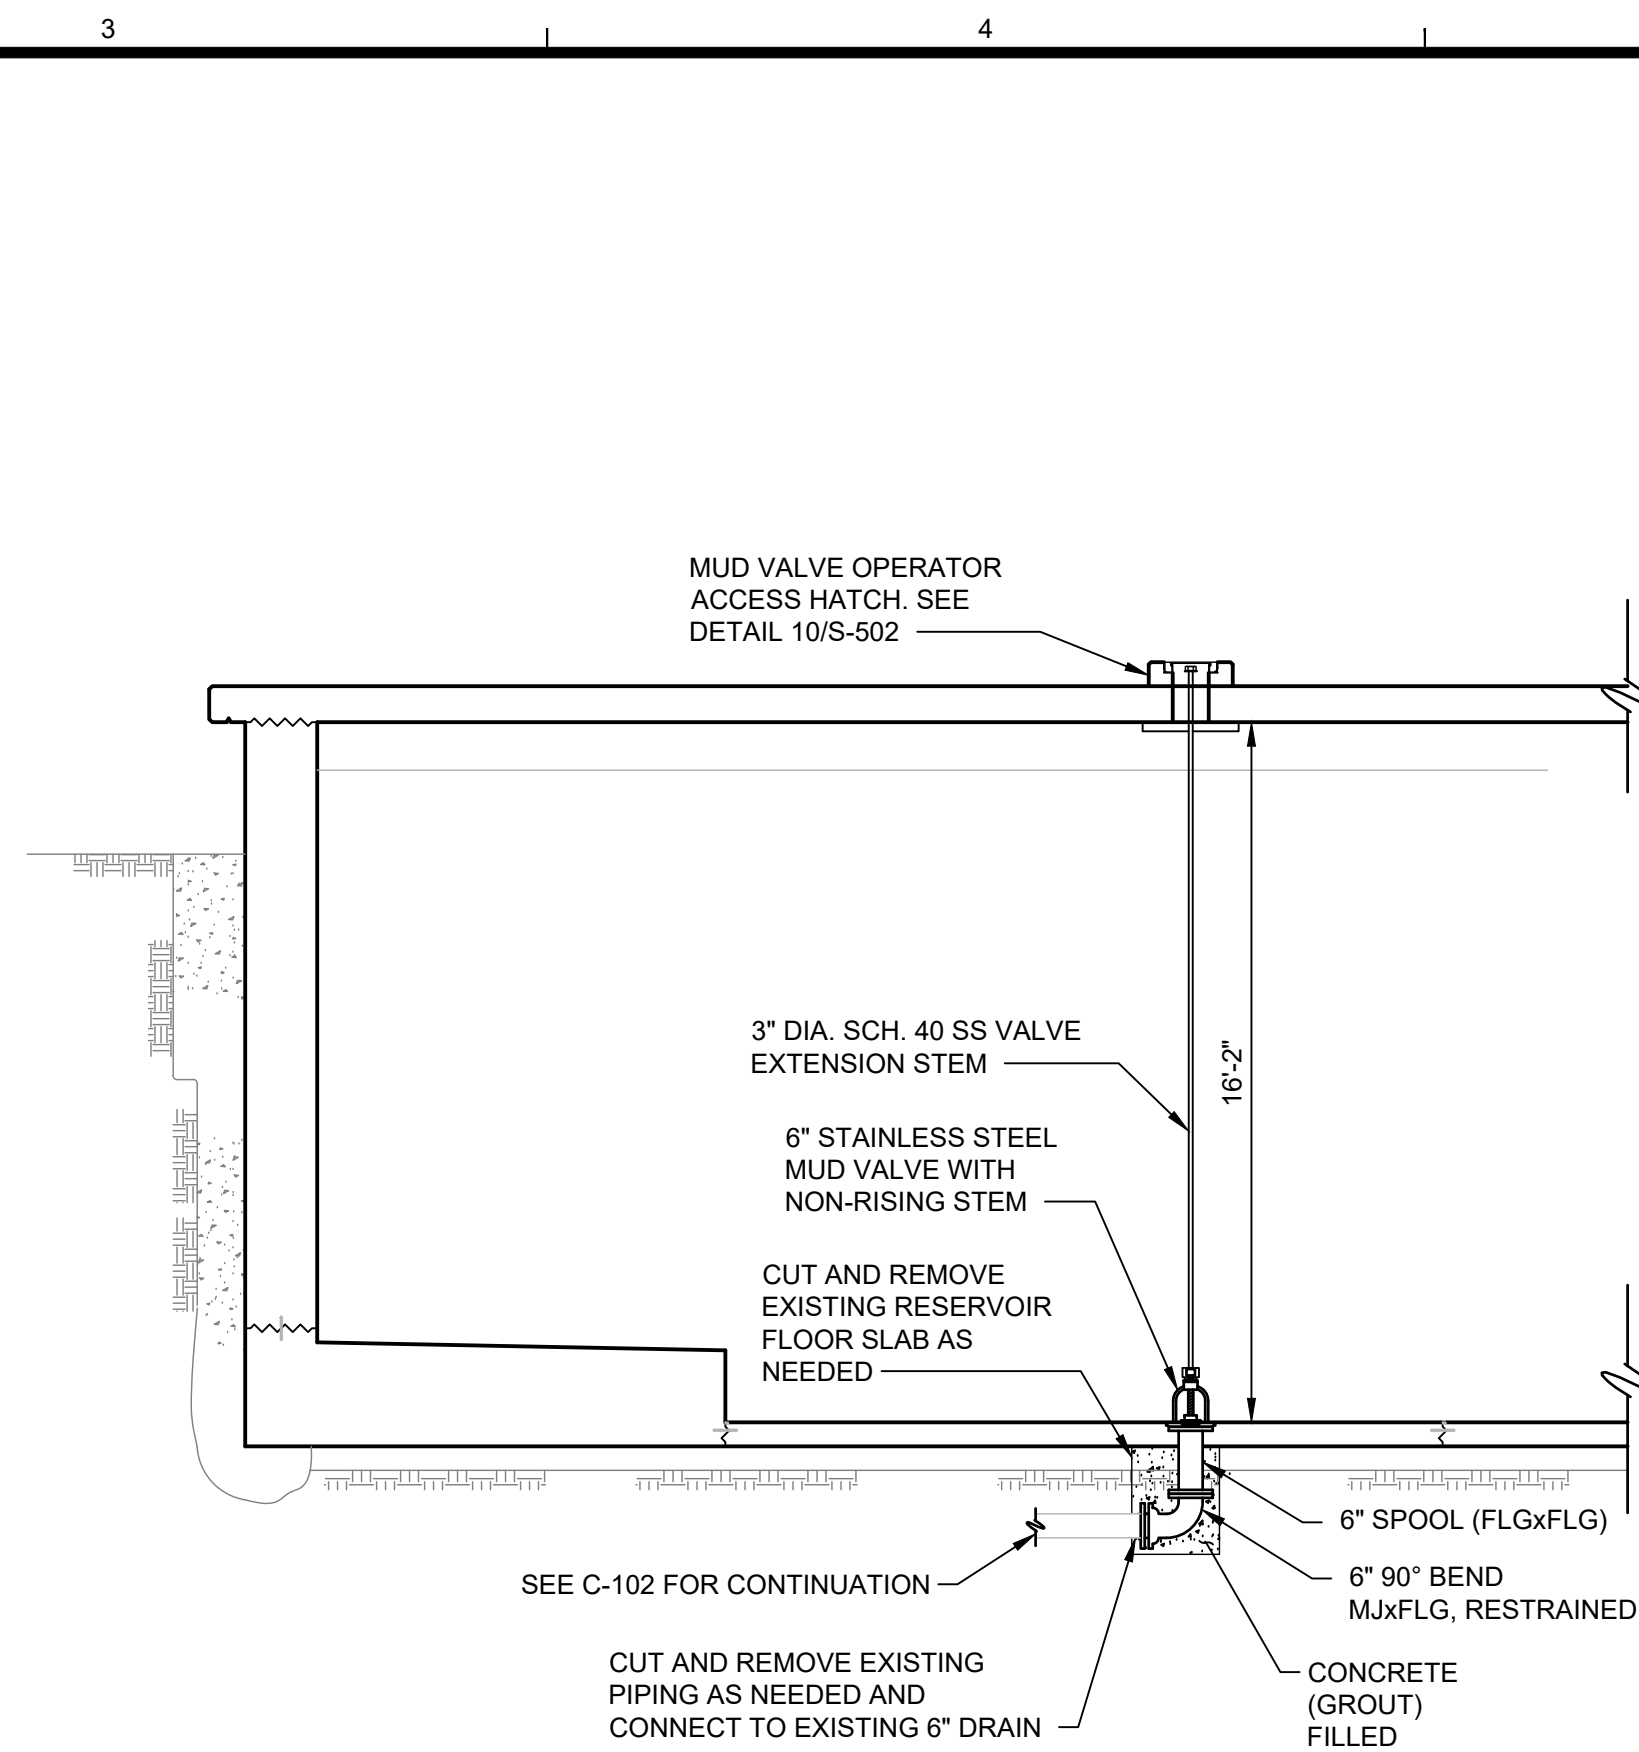 3
4
MUD VALVE OPERATOR
ACCESS HATCH. SEE
DETAIL 10/S-502
3" DIA. SCH. 40 SS VALVE
EXTENSION STEM
16'-2"
6" STAINLESS STEEL
MUD VALVE WITH
NON-RISING STEM
CUT AND REMOVE
EXISTING RESERVOIR
FLOOR SLAB AS
NEEDED
6" SPOOL (FLGxFLG)
SEE C-102 FOR CONTINUATION
6" 90° BEND
MJxFLG, RESTRAINED
CUT AND REMOVE EXISTING
PIPING AS NEEDED AND
CONNECT TO EXISTING 6" DRAIN
CONCRETE
(GROUT)
FILLED